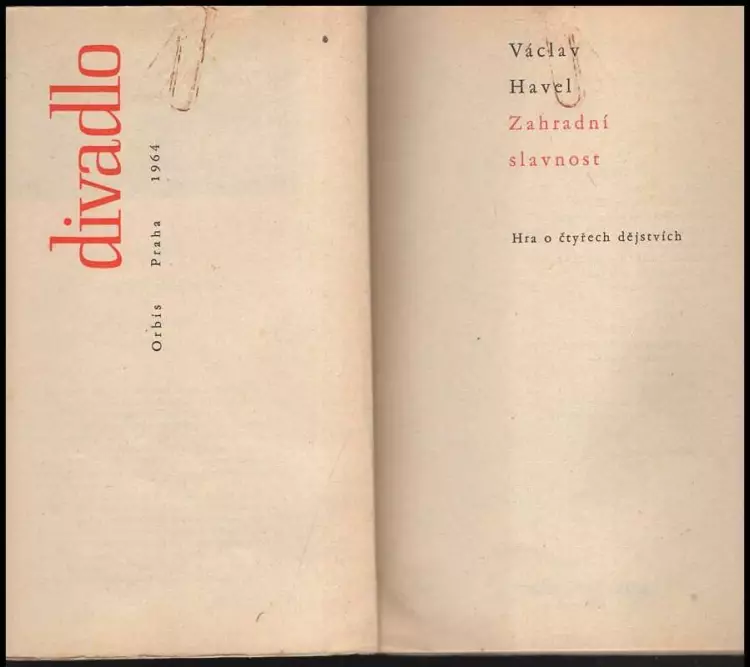 divadlo
Orbis Praha 1964
Václav
Havel
Zahradní
slavnost
Hra o čtyřech dějstvích